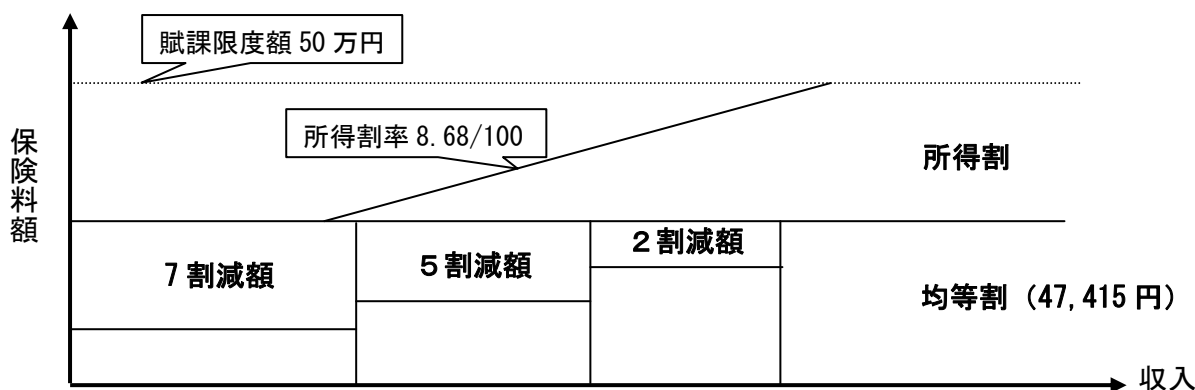 賦課限度額 50 万円
保険料額
所得割率 8.68/100
所得割
7 割減額
５割減額
２割減額
均等割（47,415 円）
収入